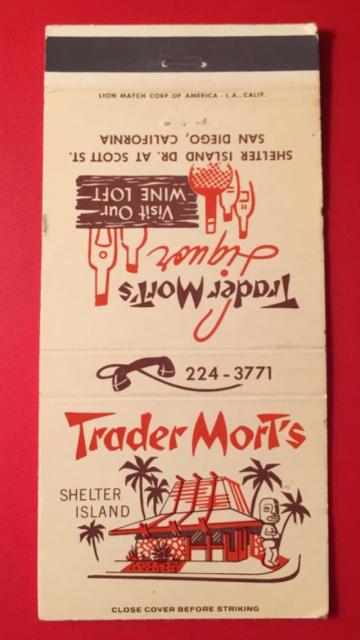 LION MATCH CORP. OF AMERICA - L.A., CALIF.
Trader Mort's
Liquor
Visit Our
WINE LOFT
SHELTER ISLAND DR. AT SCOTT ST.
SAN DIEGO, CALIFORNIA
224-3771
Trader Mort's
SHELTER
ISLAND
CLOSE COVER BEFORE STRIKING